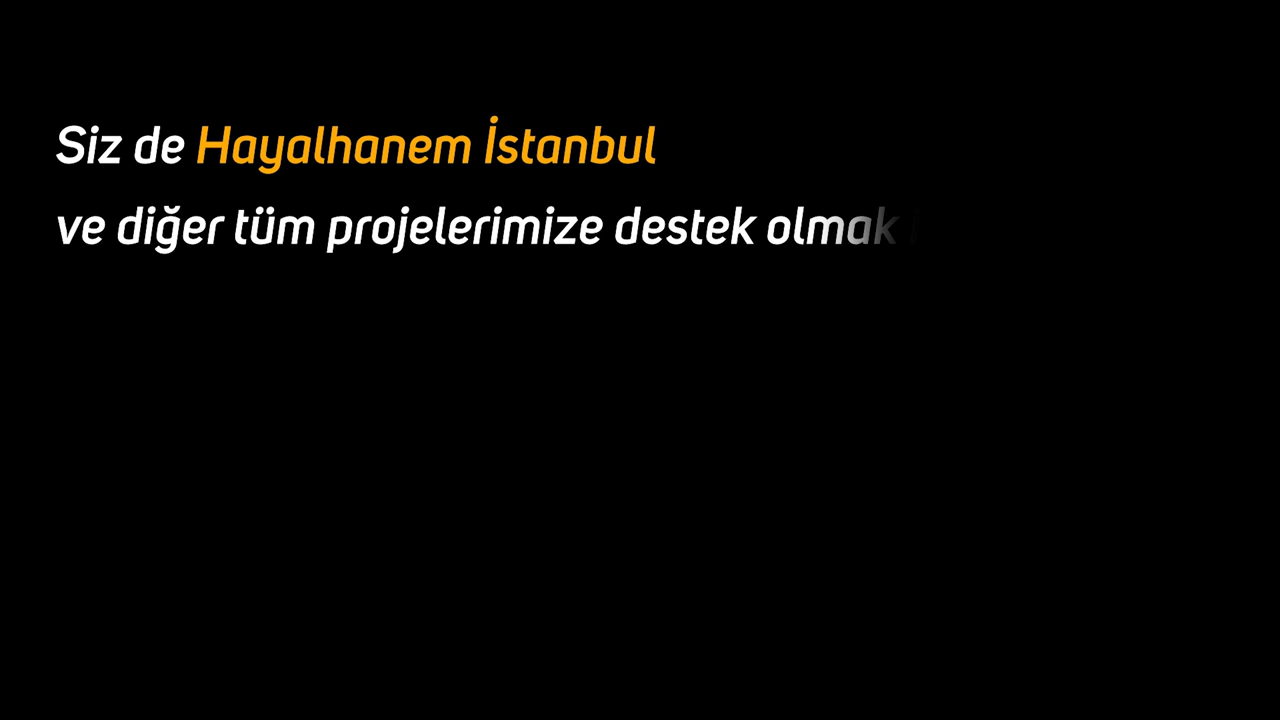 Siz de Hayalhanem İstanbul
ve diğer tüm projelerimize destek olmak